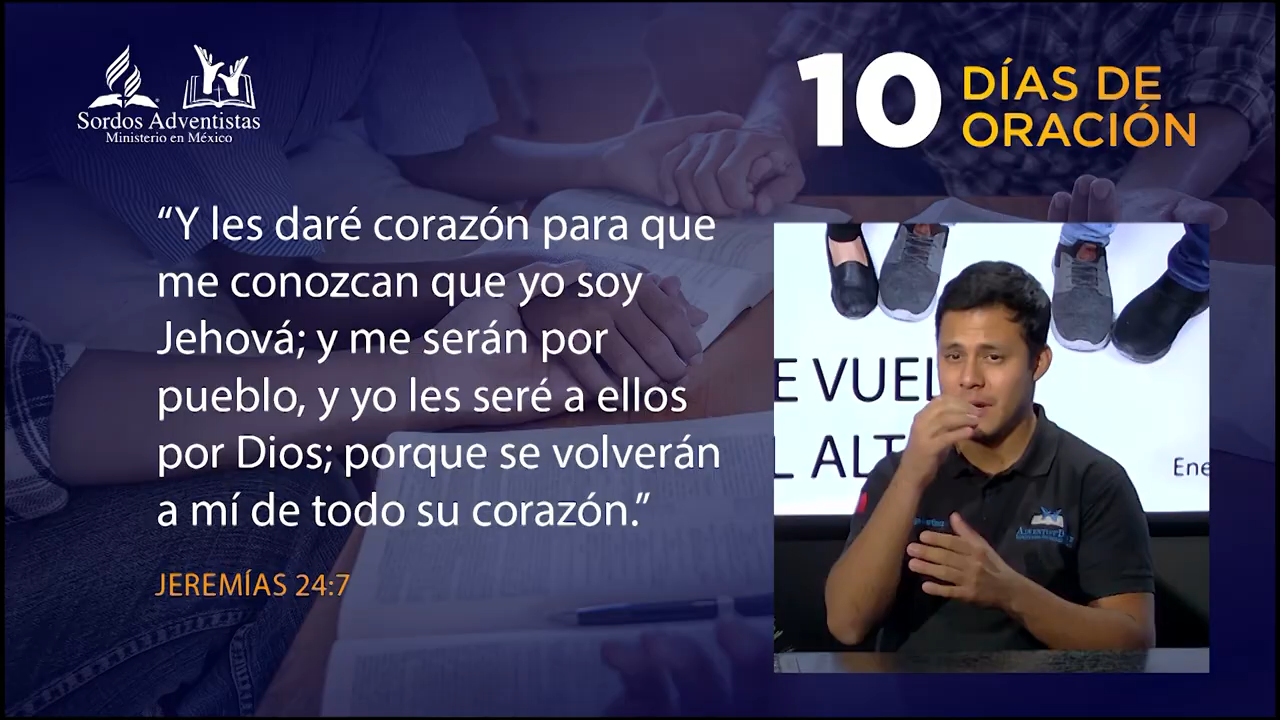 Sordos Adventistas
Ministerio en México
10 DÍAS DE
ORACIÓN
“Y les daré corazón para que
me conozcan que yo soy
Jehová; y me serán por
pueblo, y yo les seré a ellos
por Dios; porque se volverán
a mí de todo su corazón.”
JEREMÍAS 24:7
E VUEL
L ALT
Ene